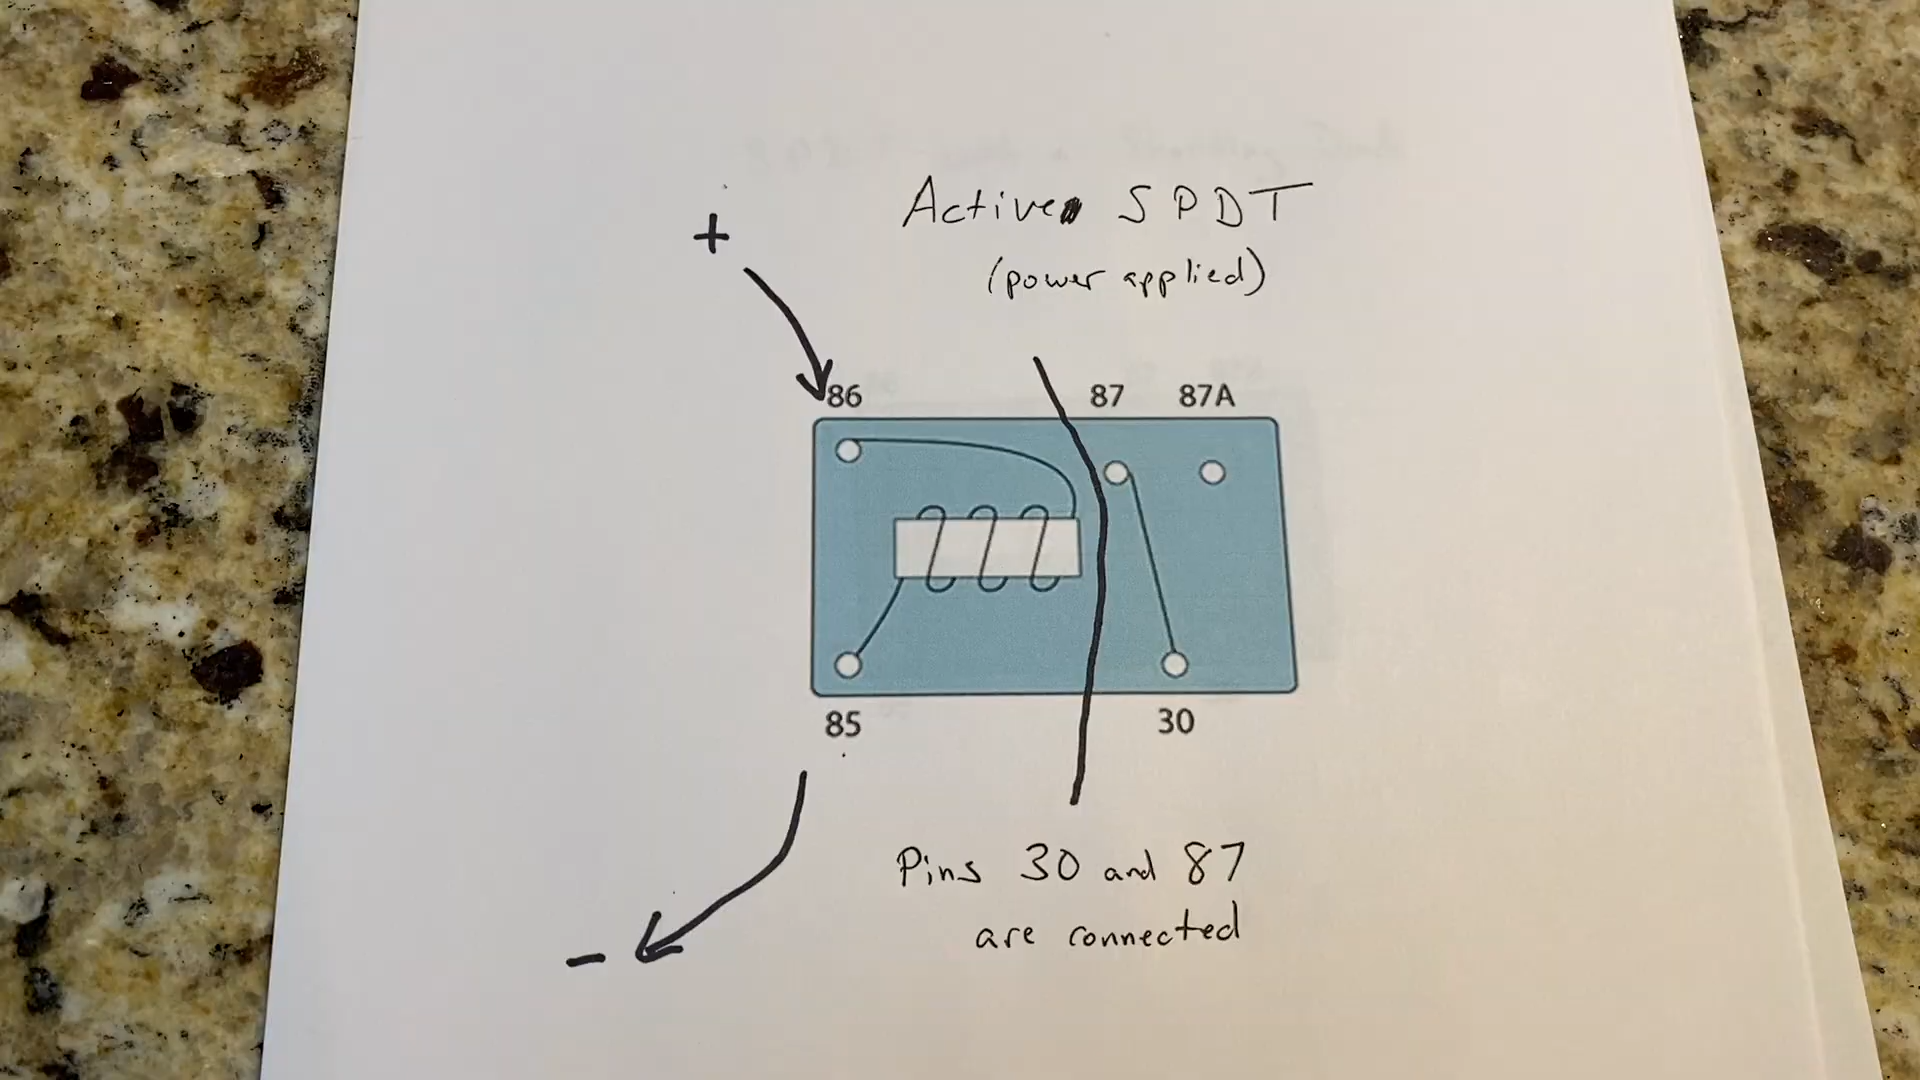 +
Active SPDT
(power applied)
86
87
87A
85
30
Pins 30 and 87
are connected
-